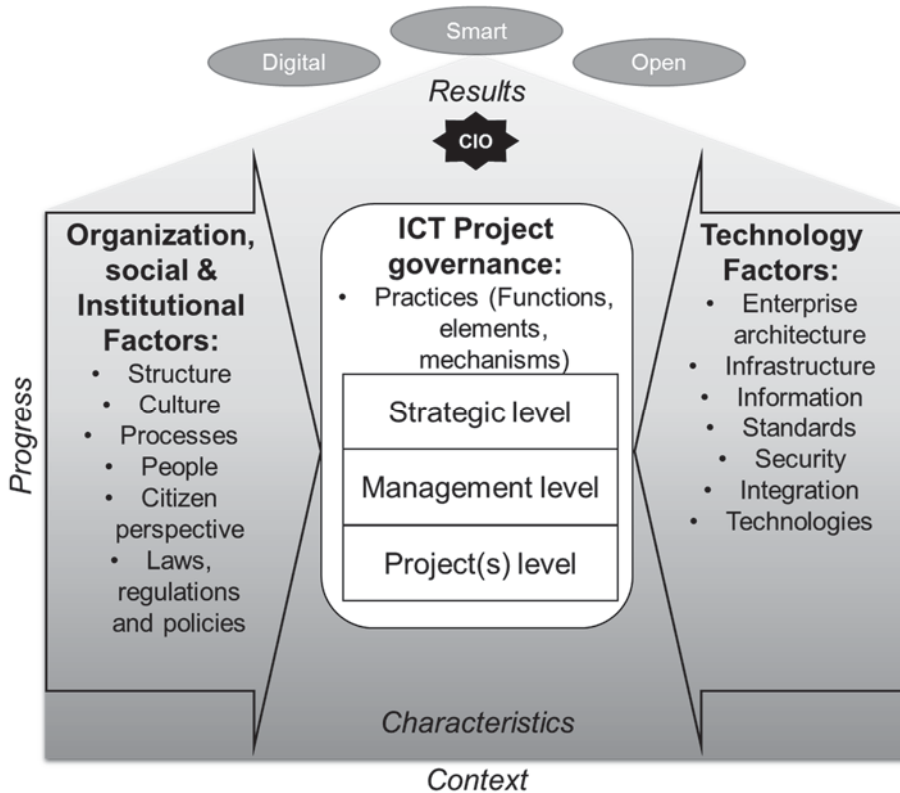 Smart
Digital
Open
Results
CIO
Organization,
social &
Institutional
Factors:
• Structure
• Culture
• Processes
• People
• Citizen
perspective
• Laws,
regulations
and policies
ICT Project
governance:
• Practices (Functions,
elements,
mechanisms)
Strategic level
Management level
Project(s) level
Technology
Factors:
• Enterprise
architecture
• Infrastructure
• Information
• Standards
• Security
• Integration
• Technologies
Progress
Characteristics
Context